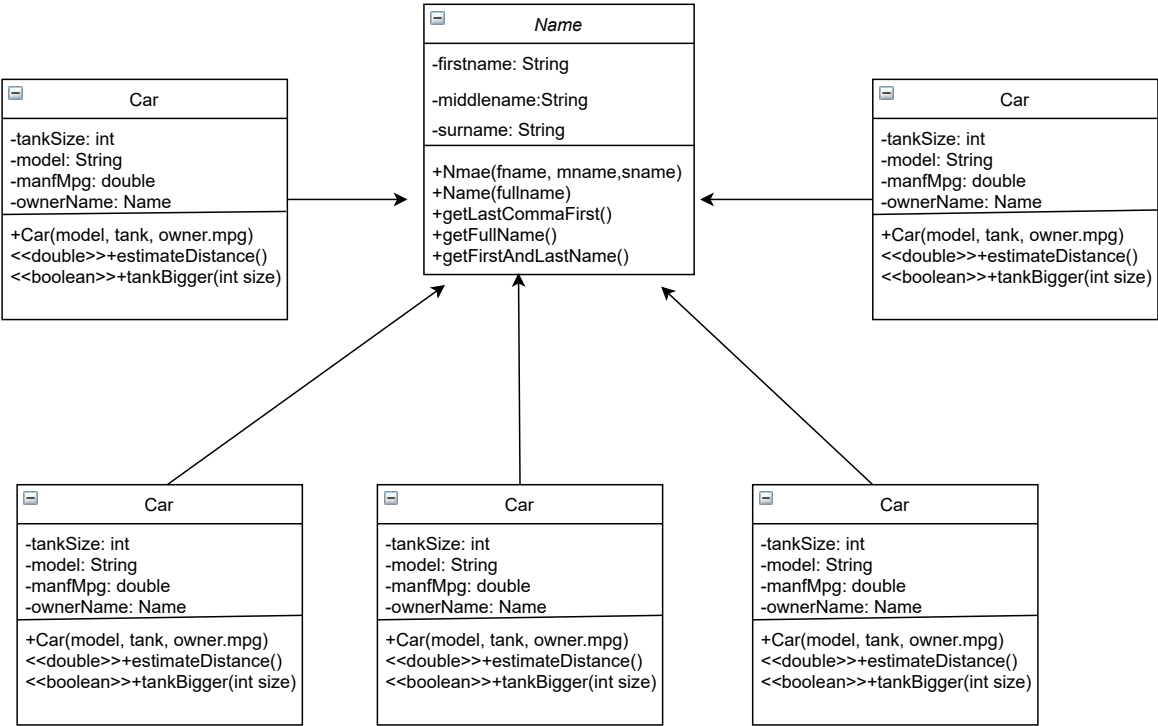 Name
-firstname: String
-middlename:String
-surname: String
+Nmae(fname, mname,sname)
+Name(fullname)
+getLastCommaFirst()
+getFullName()
+getFirstAndLastName()
Car
-tankSize: int
-model: String
-manfMpg: double
-ownerName: Name
+Car(model, tank, owner.mpg)
<<double>>+estimateDistance()
<<boolean>>+tankBigger(int size)
Car
-tankSize: int
-model: String
-manfMpg: double
-ownerName: Name
+Car(model, tank, owner.mpg)
<<double>>+estimateDistance()
<<boolean>>+tankBigger(int size)
Car
-tankSize: int
-model: String
-manfMpg: double
-ownerName: Name
+Car(model, tank, owner.mpg)
<<double>>+estimateDistance()
<<boolean>>+tankBigger(int size)
Car
-tankSize: int
-model: String
-manfMpg: double
-ownerName: Name
+Car(model, tank, owner.mpg)
<<double>>+estimateDistance()
<<boolean>>+tankBigger(int size)
Car
-tankSize: int
-model: String
-manfMpg: double
-ownerName: Name
+Car(model, tank, owner.mpg)
<<double>>+estimateDistance()
<<boolean>>+tankBigger(int size)